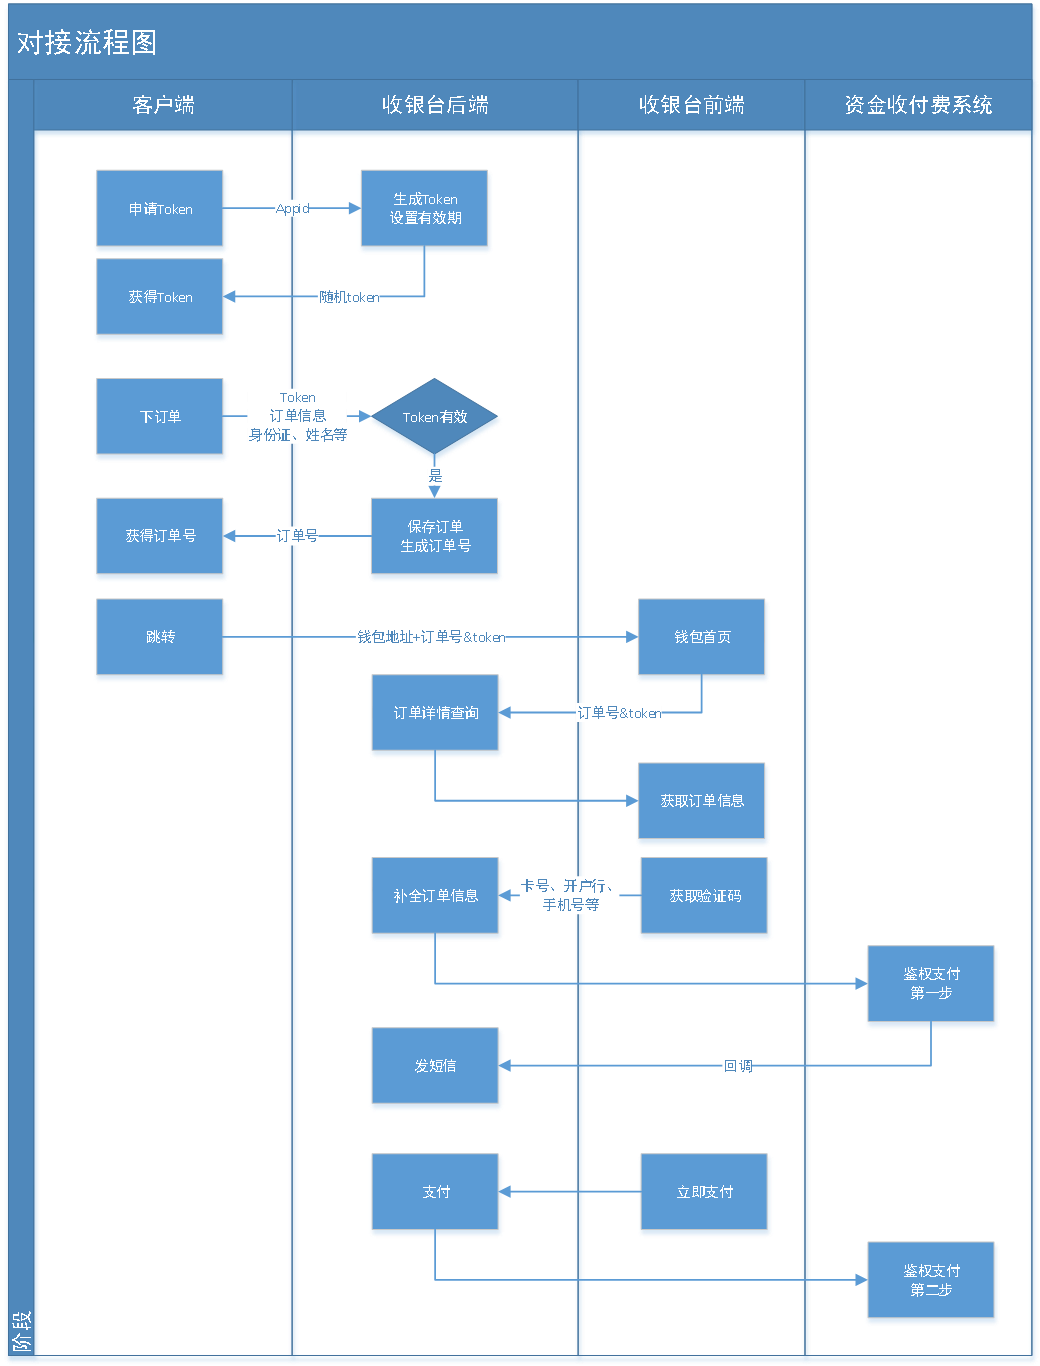 对接流程图
客户端
收银台后端
收银台前端
资金收付费系统
申请Token
Appid
生成Token
设置有效期
获得Token
随机token
下订单
Token
订单信息
身份证、姓名等
Token有效
是
获得订单号
订单号
保存订单
生成订单号
跳转
钱包地址+订单号&token
钱包首页
订单详情查询
订单号&token
获取订单信息
补全订单信息
卡号、开户行、
手机号等
获取验证码
鉴权支付
第一步
发短信
回调
支付
立即支付
鉴权支付
第二步
阶段